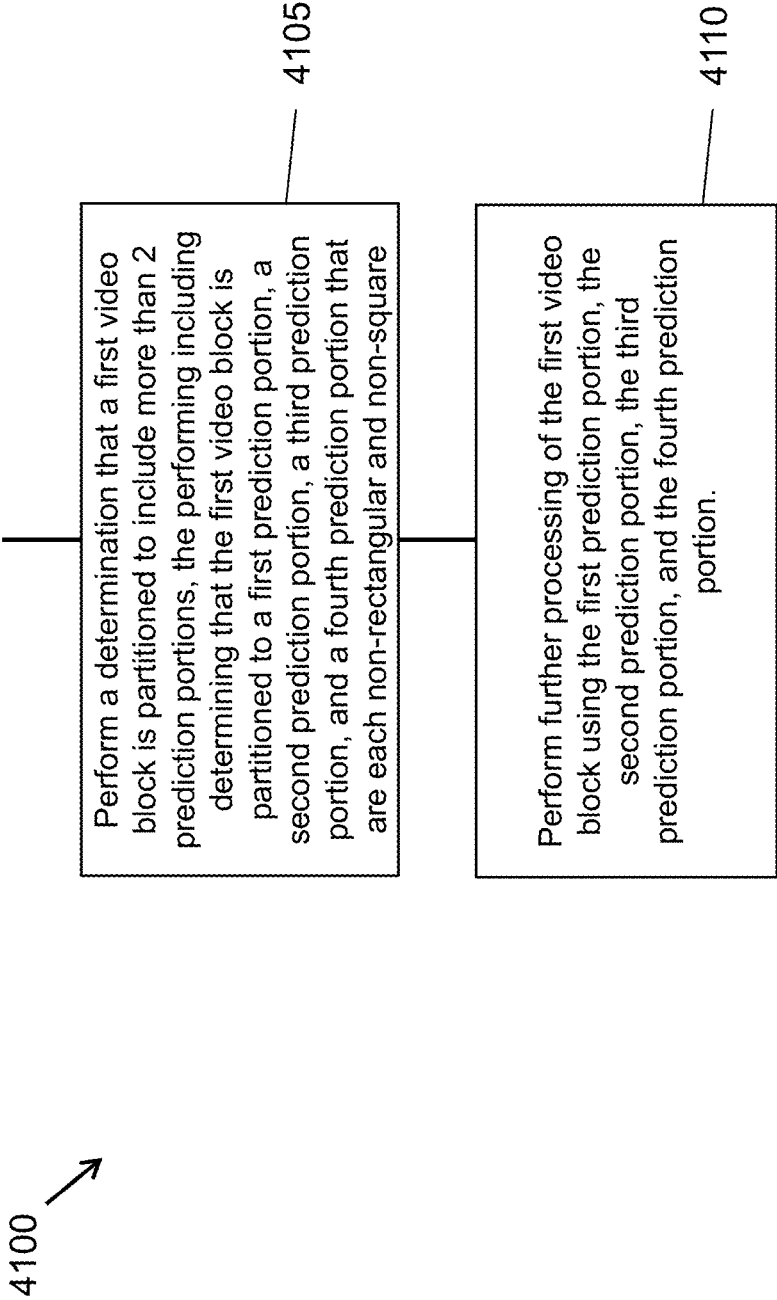 4100
Perform a determination that a first video
block is partitioned to include more than 2
prediction portions, the performing including
determining that the first video block is
partitioned to a first prediction portion, a
second prediction portion, a third prediction
portion, and a fourth prediction portion that
are each non-rectangular and non-square
4105
Perform further processing of the first video
block using the first prediction portion, the
second prediction portion, the third
prediction portion, and the fourth prediction
portion.
4110